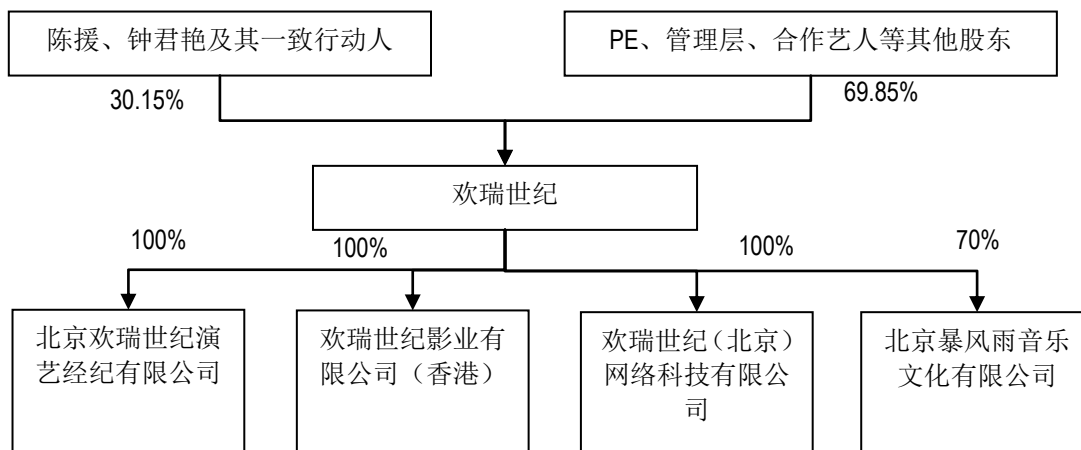 陈援、钟君艳及其一致行动人
PE、管理层、合作艺人等其他股东
30.15%
69.85%
欢瑞世纪
100%
100%
100%
70%
北京欢瑞世纪演
艺经纪有限公司
欢瑞世纪影业有
限公司（香港）
欢瑞世纪（北京）
网络科技有限公
司
北京暴风雨音乐
文化有限公司